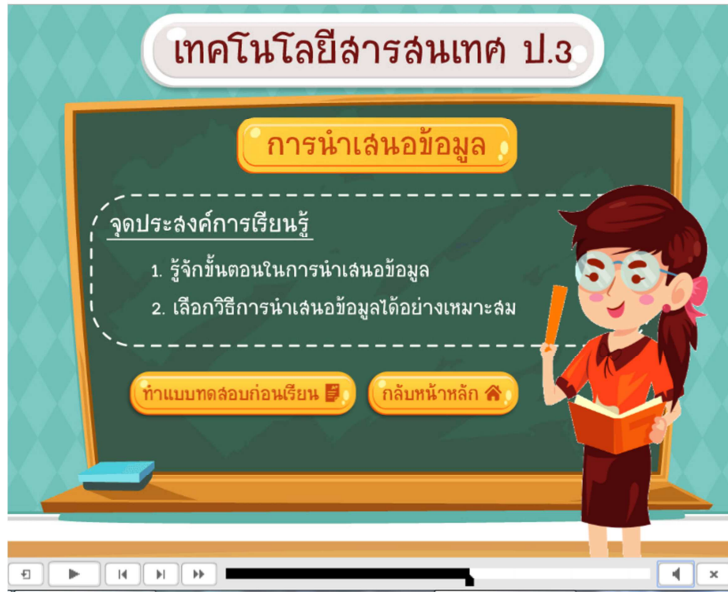 เทคโนโลยีสารสนเทศ ป.3
การนำเสนอข้อมูล
จุดประสงค์การเรียนรู้
1. รู้จักขั้นตอนในการนำเสนอข้อมูล
2. เลือกวิธีการนำเสนอข้อมูลได้อย่างเหมาะสม
ทำแบบทดสอบก่อนเรียน
กลับหน้าหลัก